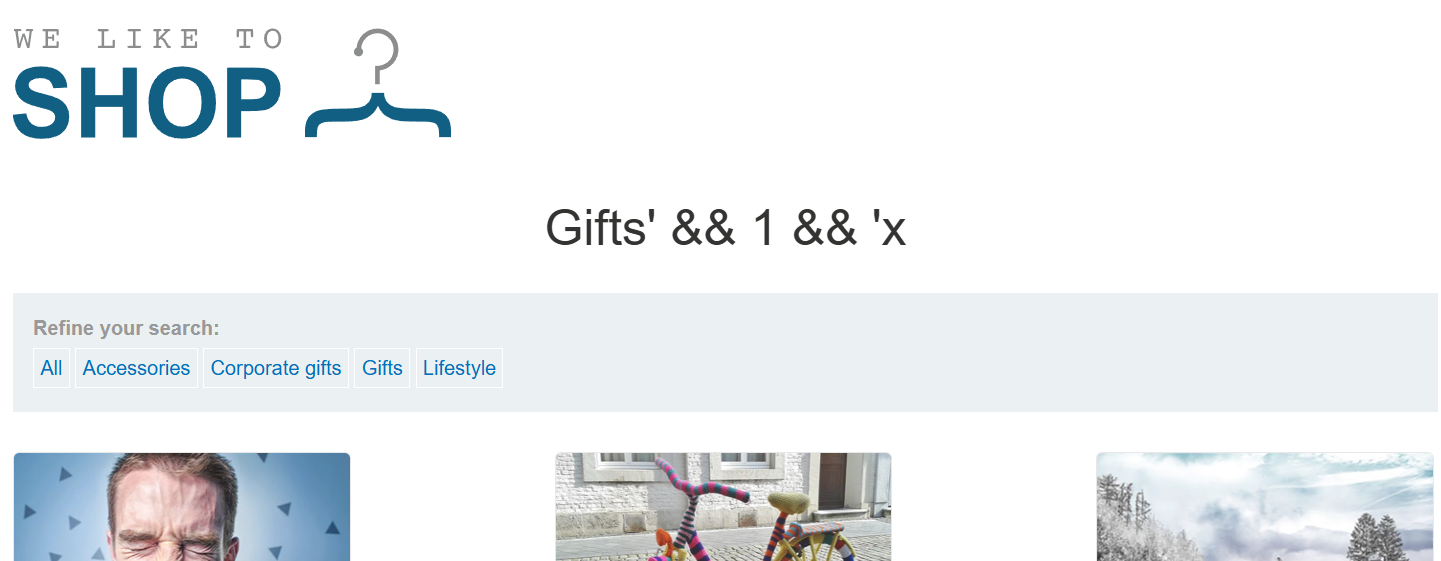 WE LIKE TO
SHOP
Gifts' && 1 && 'x
Refine your search:
All Accessories Corporate gifts Gifts Lifestyle